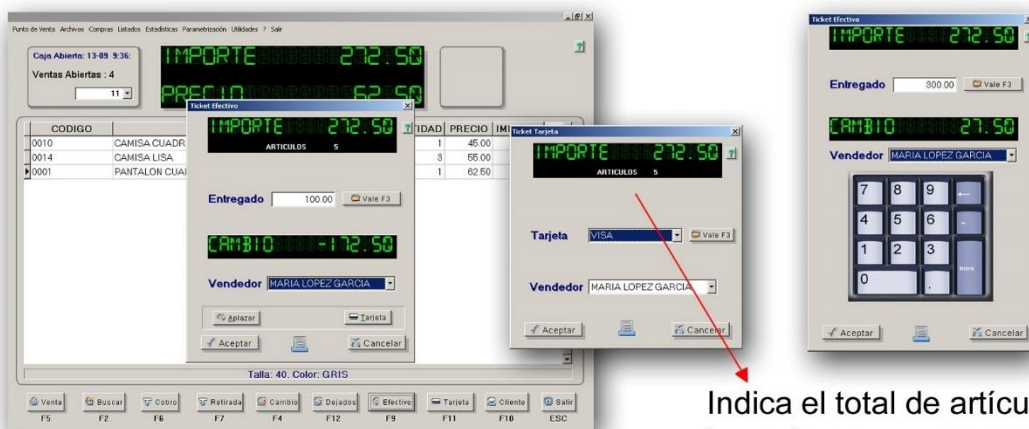 Punto de Venta Archivos Compras Listados Estadísticas Parametrización Utilidades ? Salir
Caja Abierta: 13-09 9:36:
Ventas Abiertas : 4
11
IMPORTE 272.50
PRECIO 62.50
CODIGO IDAD PRECIO
0010 CAMISA CUADR 1 45.00
0014 CAMISA LISA 3 55.00
0001 PANTALON CUA 1 62.50
Talla: 40. Color: GRIS
Venta Buscar Cobro Retirada Cambio Dejados Efectivo Tarjeta Cliente Salir
F5 F2 F6 F7 F4 F12 F9 F11 F10 ESC
Ticket Efectivo
IMPORTE 272.50
ARTICULOS 5
Entregado 100.00 Vale F3
CAMBIO -172.50
Vendedor MARIA LOPEZ GARCIA
Aplazar Tarjeta
Aceptar Cancelar
Ticket Tarjeta
IMPORTE 272.50
ARTICULOS 5
Tarjeta VISA Vale F3
Vendedor MARIA LOPEZ GARCIA
Aceptar Cancelar
Ticket Efectivo
IMPORTE 272.50
Entregado 300.00 Vale F3
CAMBIO 27.50
Vendedor MARIA LOPEZ GARCIA
7 8 9
4 5 6
1 2 3
Intro
0 .
Aceptar Cancelar
Indica el total de artícu